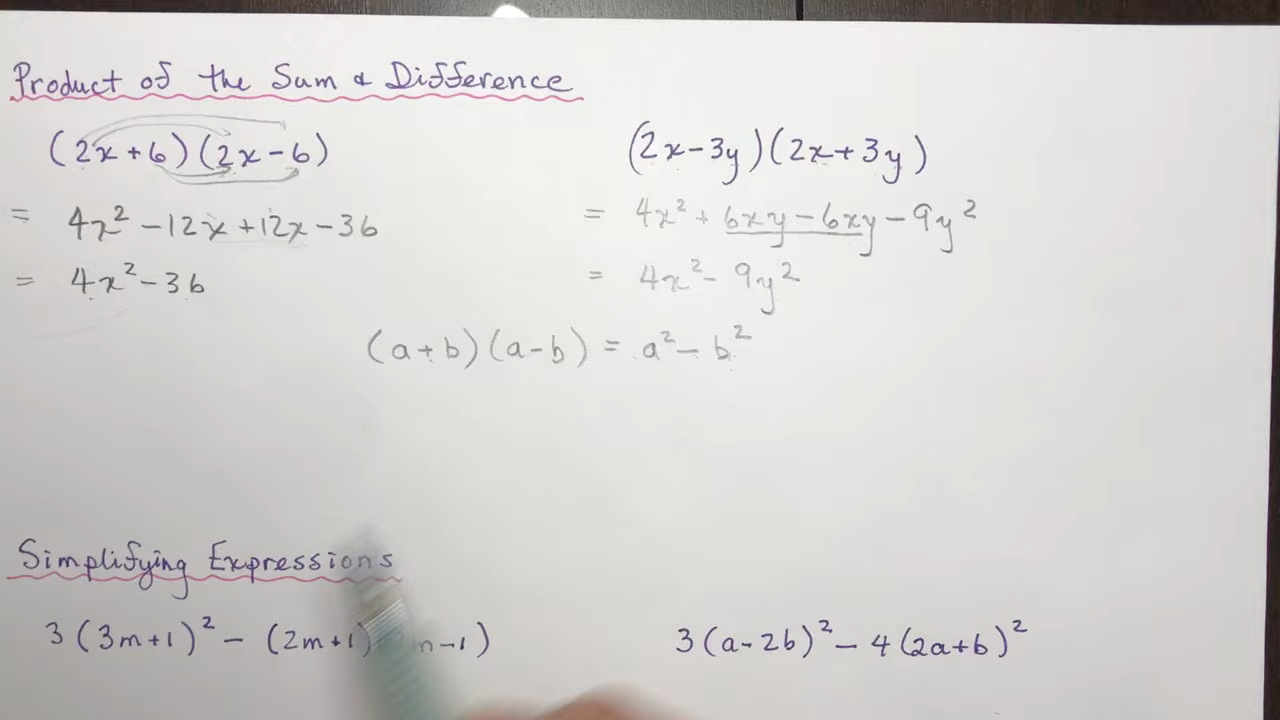 Product of the Sum & Difference
(2x+6)(2x-6)
= 4x² -12x+12x-36
= 4x²-36
(2x-3y)(2x+3y)
= 4x² + 6xy-6xy-9y²
= 4x²- 9y²
(a+b)(a-b) = a²- b²
Simplifying Expressions
3(3m+1)² - (2m+1) m-1)
3(a-2b)²- 4(2a+b)²